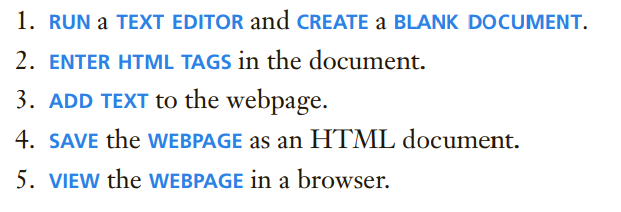 1. RUN a TEXT EDITOR and CREATE a BLANK DOCUMENT.
2. ENTER HTML TAGS in the document.
3. ADD TEXT to the webpage.
4. SAVE the WEBPAGE as an HTML document.
5. VIEW the WEBPAGE in a browser.